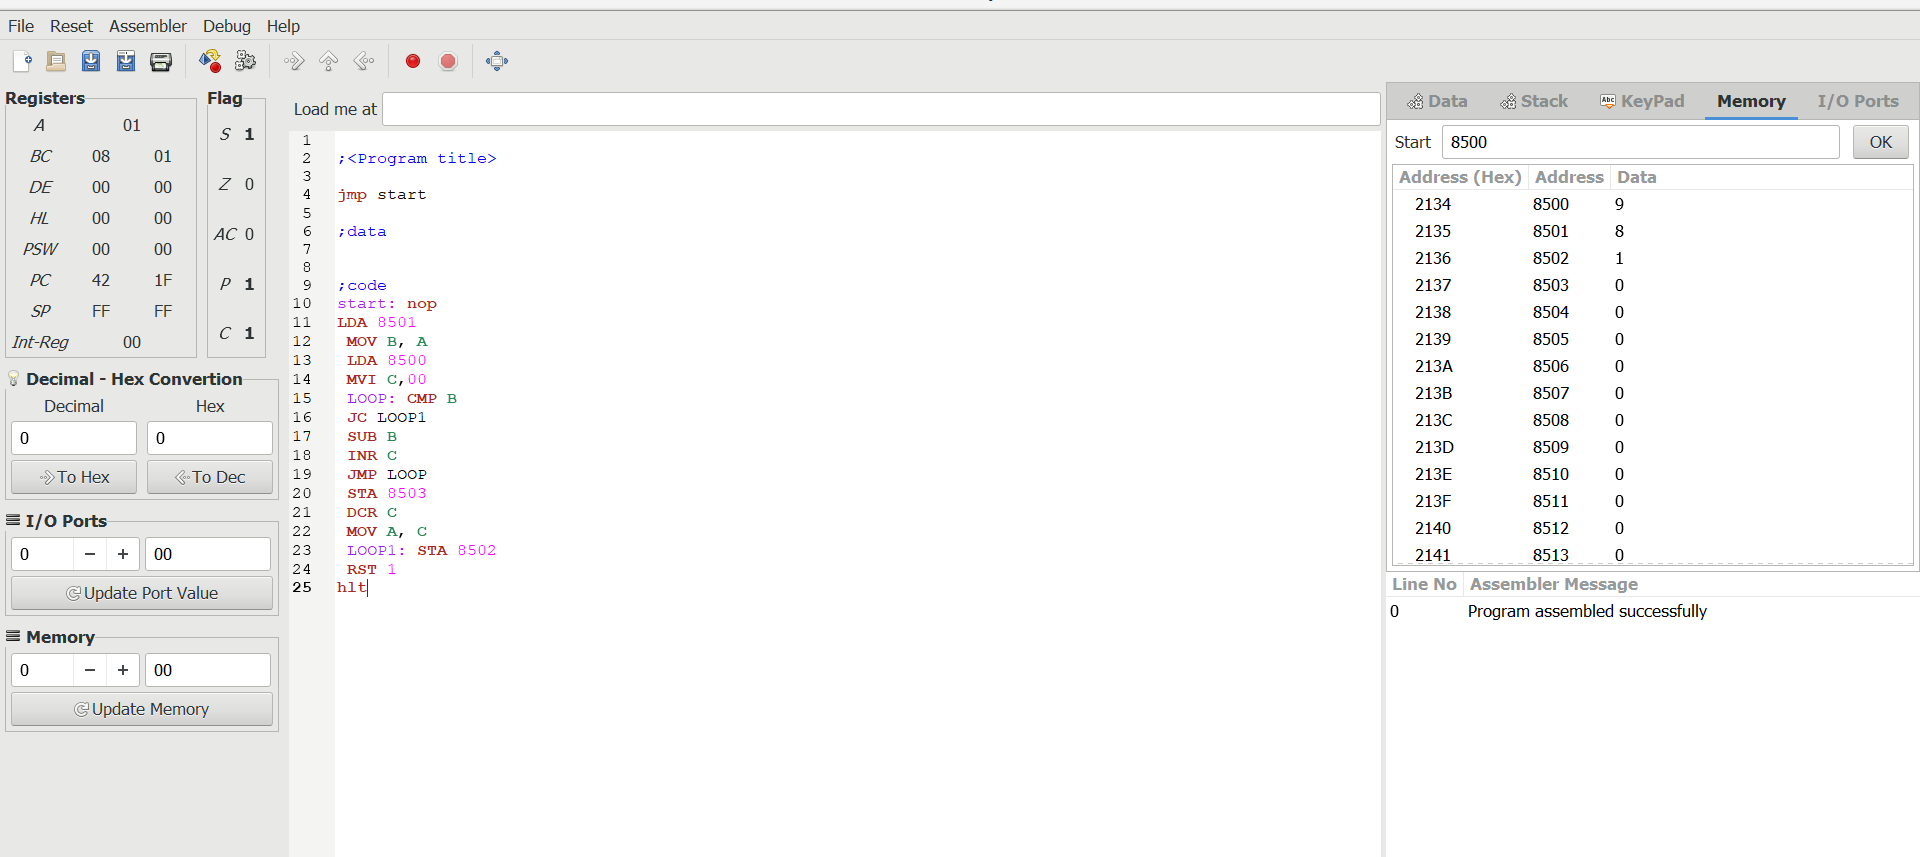 File Reset Assembler Debug Help
Registers
A 01
BC 08 01
DE 00 00
HL 00 00
PSW 00 00
PC 42 1F
SP FF FF
Int-Reg 00
Flag
S 1
Z 0
AC 0
P 1
C 1
Decimal - Hex Convertion
Decimal Hex
0 0
To Hex To Dec
I/O Ports
0 − + 00
Update Port Value
Memory
0 − + 00
Update Memory
Load me at
1
2 ;<Program title>
3
4 jmp start
5
6 ;data
7
8
9 ;code
10 start: nop
11 LDA 8501
12 MOV B, A
13 LDA 8500
14 MVI C,00
15 LOOP: CMP B
16 JC LOOP1
17 SUB B
18 INR C
19 JMP LOOP
20 STA 8503
21 DCR C
22 MOV A, C
23 LOOP1: STA 8502
24 RST 1
25 hlt
Data Stack Abc KeyPad Memory I/O Ports
Start 8500 OK
Address (Hex) Address Data
2134 8500 9
2135 8501 8
2136 8502 1
2137 8503 0
2138 8504 0
2139 8505 0
213A 8506 0
213B 8507 0
213C 8508 0
213D 8509 0
213E 8510 0
213F 8511 0
2140 8512 0
2141 8513 0
Line No Assembler Message
0 Program assembled successfully